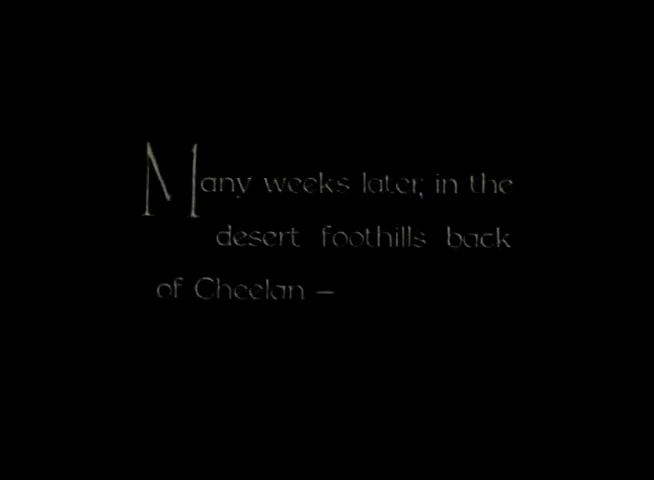 Many weeks later, in the
desert foothills back
of Cheelan —